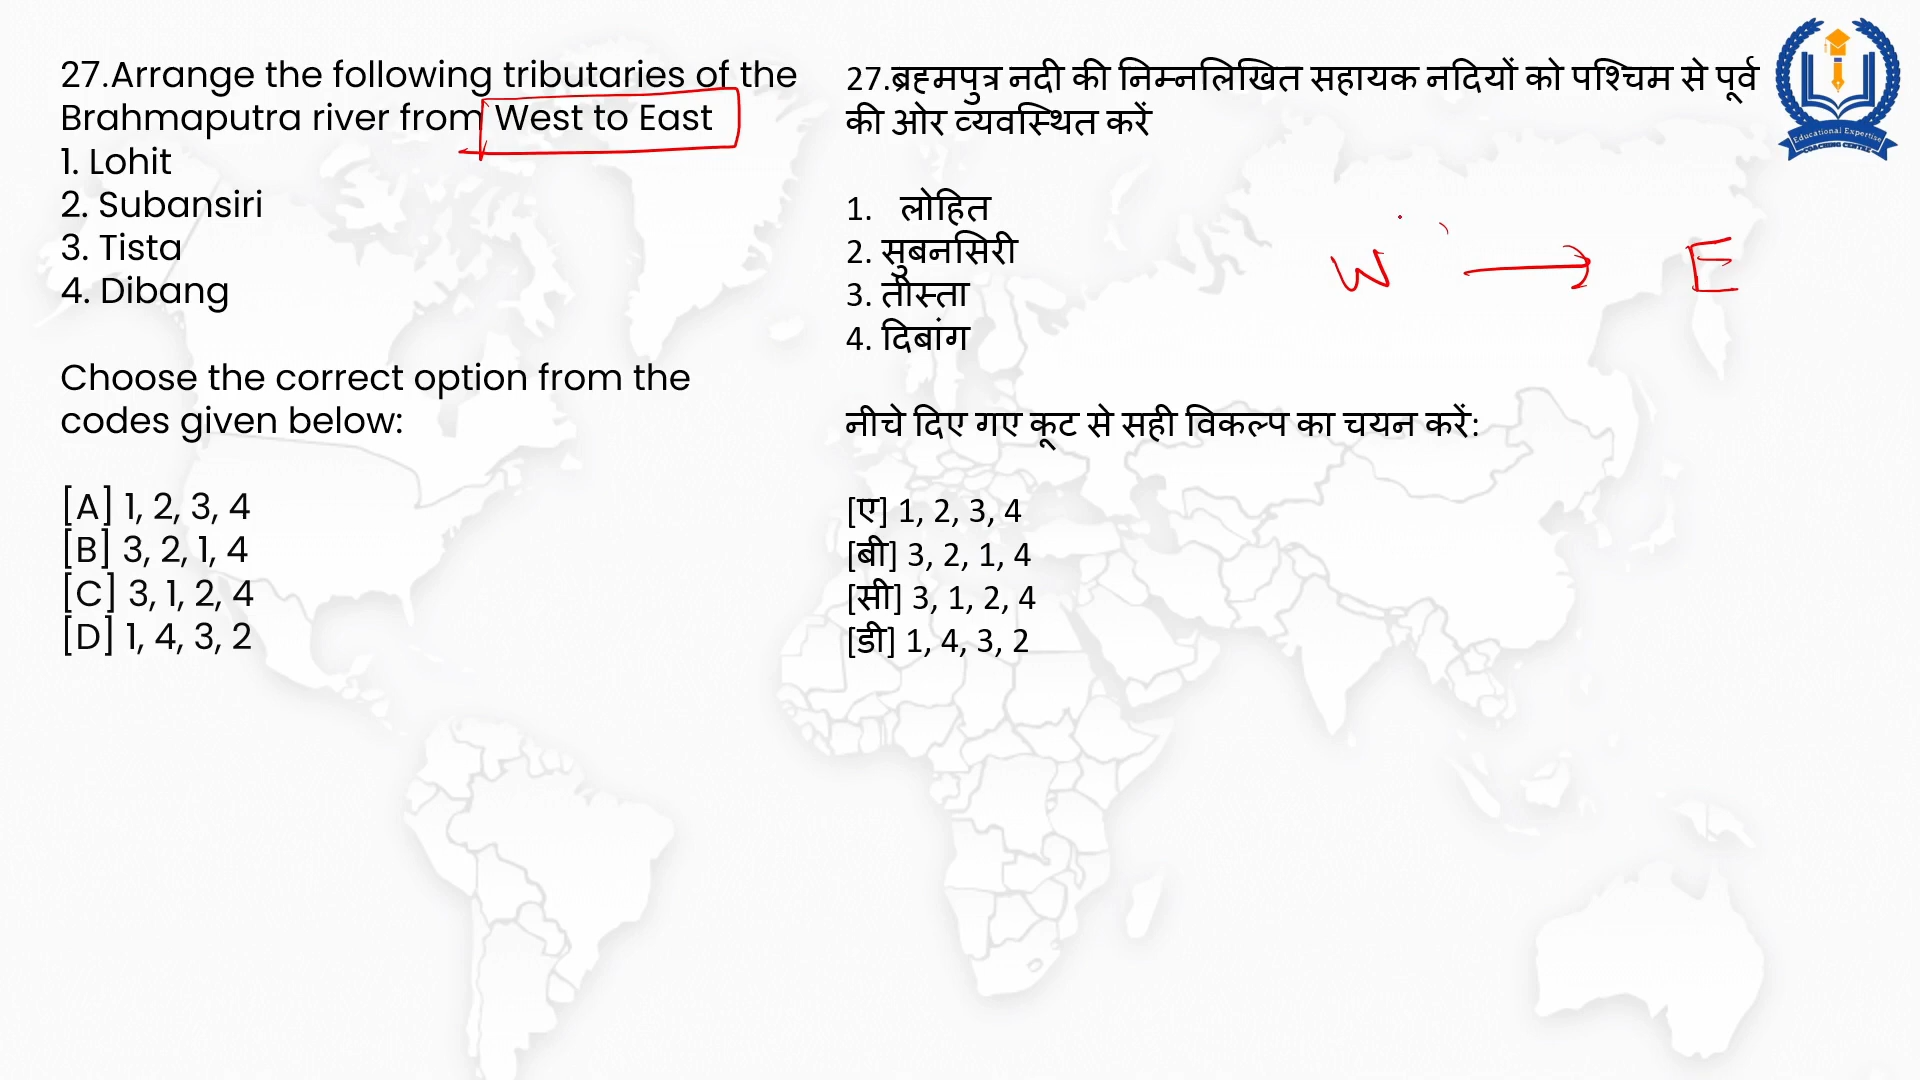 27.Arrange the following tributaries of the
Brahmaputra river from West to East
1. Lohit
2. Subansiri
3. Tista
4. Dibang
Choose the correct option from the
codes given below:
[A] 1, 2, 3, 4
[B] 3, 2, 1, 4
[C] 3, 1, 2, 4
[D] 1, 4, 3, 2
27.ब्रह्मपुत्र नदी की निम्नलिखित सहायक नदियों को पश्चिम से पूर्व
की ओर व्यवस्थित करें
1. लोहित
2. सुबनसिरी
3. तीस्ता
4. दिबांग
नीचे दिए गए कूट से सही विकल्प का चयन करें:
[ए] 1, 2, 3, 4
[बी] 3, 2, 1, 4
[सी] 3, 1, 2, 4
[डी] 1, 4, 3, 2
W → E
Educational Expertise
COACHING CENTRE